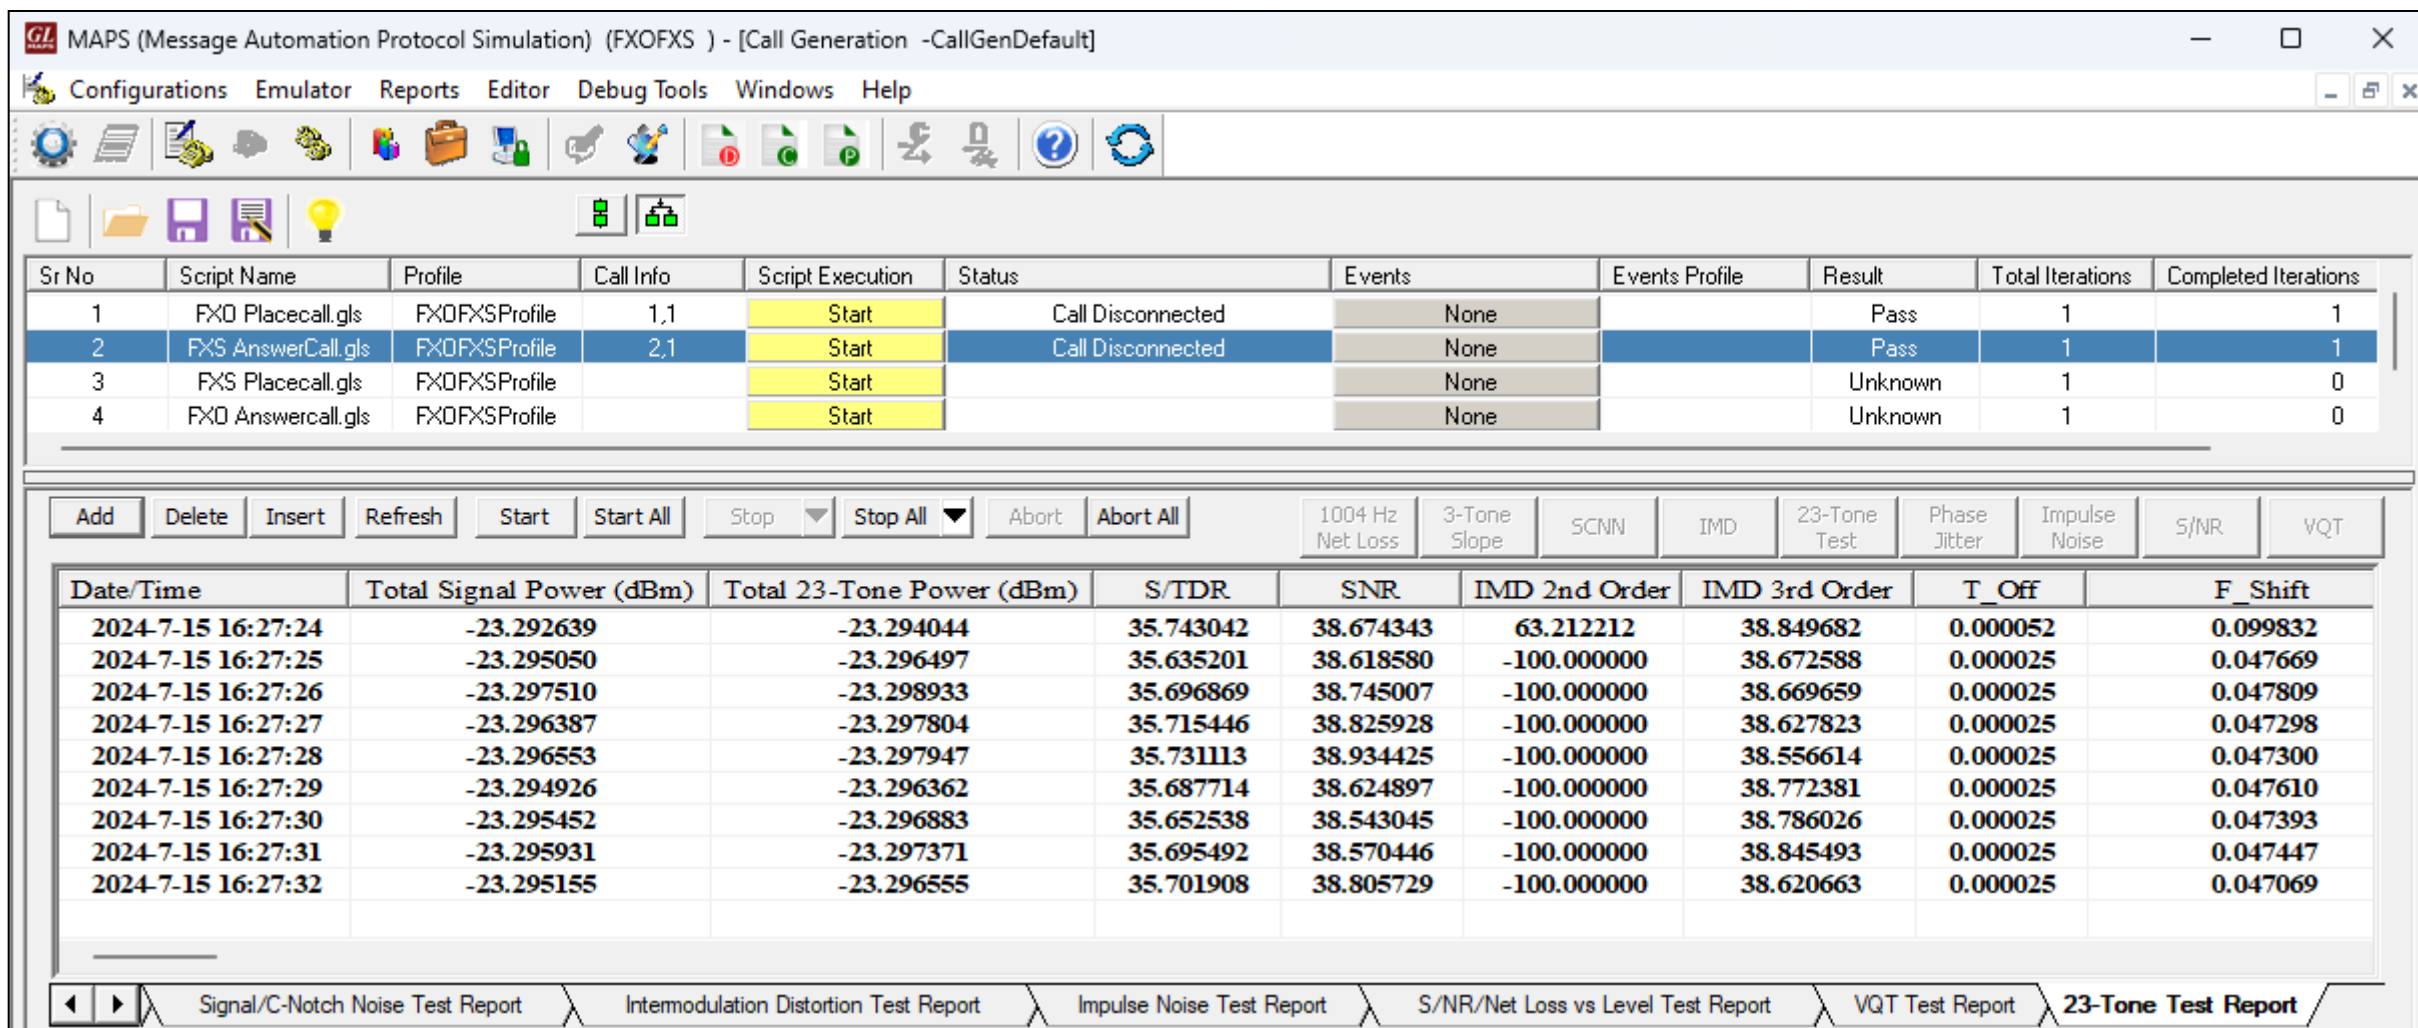 GL MAPS MAPS (Message Automation Protocol Simulation) (FXOFXS ) - [Call Generation -CallGenDefault]
Configurations Emulator Reports Editor Debug Tools Windows Help
D C P ?
Sr No Script Name Profile Call Info Script Execution Status Events Events Profile Result Total Iterations Completed Iterations
1 FXO Placecall.gls FXOFXSProfile 1,1 Start Call Disconnected None Pass 1 1
2 FXS AnswerCall.gls FXOFXSProfile 2,1 Start Call Disconnected None Pass 1 1
3 FXS Placecall.gls FXOFXSProfile Start None Unknown 1 0
4 FXO Answercall.gls FXOFXSProfile Start None Unknown 1 0
Add Delete Insert Refresh Start Start All Stop Stop All Abort Abort All 1004 Hz Net Loss 3-Tone Slope SCNN IMD 23-Tone Test Phase Jitter Impulse Noise S/NR VQT
Date/Time Total Signal Power (dBm) Total 23-Tone Power (dBm) S/TDR SNR IMD 2nd Order IMD 3rd Order T_Off F_Shift
2024-7-15 16:27:24 -23.292639 -23.294044 35.743042 38.674343 63.212212 38.849682 0.000052 0.099832
2024-7-15 16:27:25 -23.295050 -23.296497 35.635201 38.618580 -100.000000 38.672588 0.000025 0.047669
2024-7-15 16:27:26 -23.297510 -23.298933 35.696869 38.745007 -100.000000 38.669659 0.000025 0.047809
2024-7-15 16:27:27 -23.296387 -23.297804 35.715446 38.825928 -100.000000 38.627823 0.000025 0.047298
2024-7-15 16:27:28 -23.296553 -23.297947 35.731113 38.934425 -100.000000 38.556614 0.000025 0.047300
2024-7-15 16:27:29 -23.294926 -23.296362 35.687714 38.624897 -100.000000 38.772381 0.000025 0.047610
2024-7-15 16:27:30 -23.295452 -23.296883 35.652538 38.543045 -100.000000 38.786026 0.000025 0.047393
2024-7-15 16:27:31 -23.295931 -23.297371 35.695492 38.570446 -100.000000 38.845493 0.000025 0.047447
2024-7-15 16:27:32 -23.295155 -23.296555 35.701908 38.805729 -100.000000 38.620663 0.000025 0.047069
Signal/C-Notch Noise Test Report Intermodulation Distortion Test Report Impulse Noise Test Report S/NR/Net Loss vs Level Test Report VQT Test Report 23-Tone Test Report